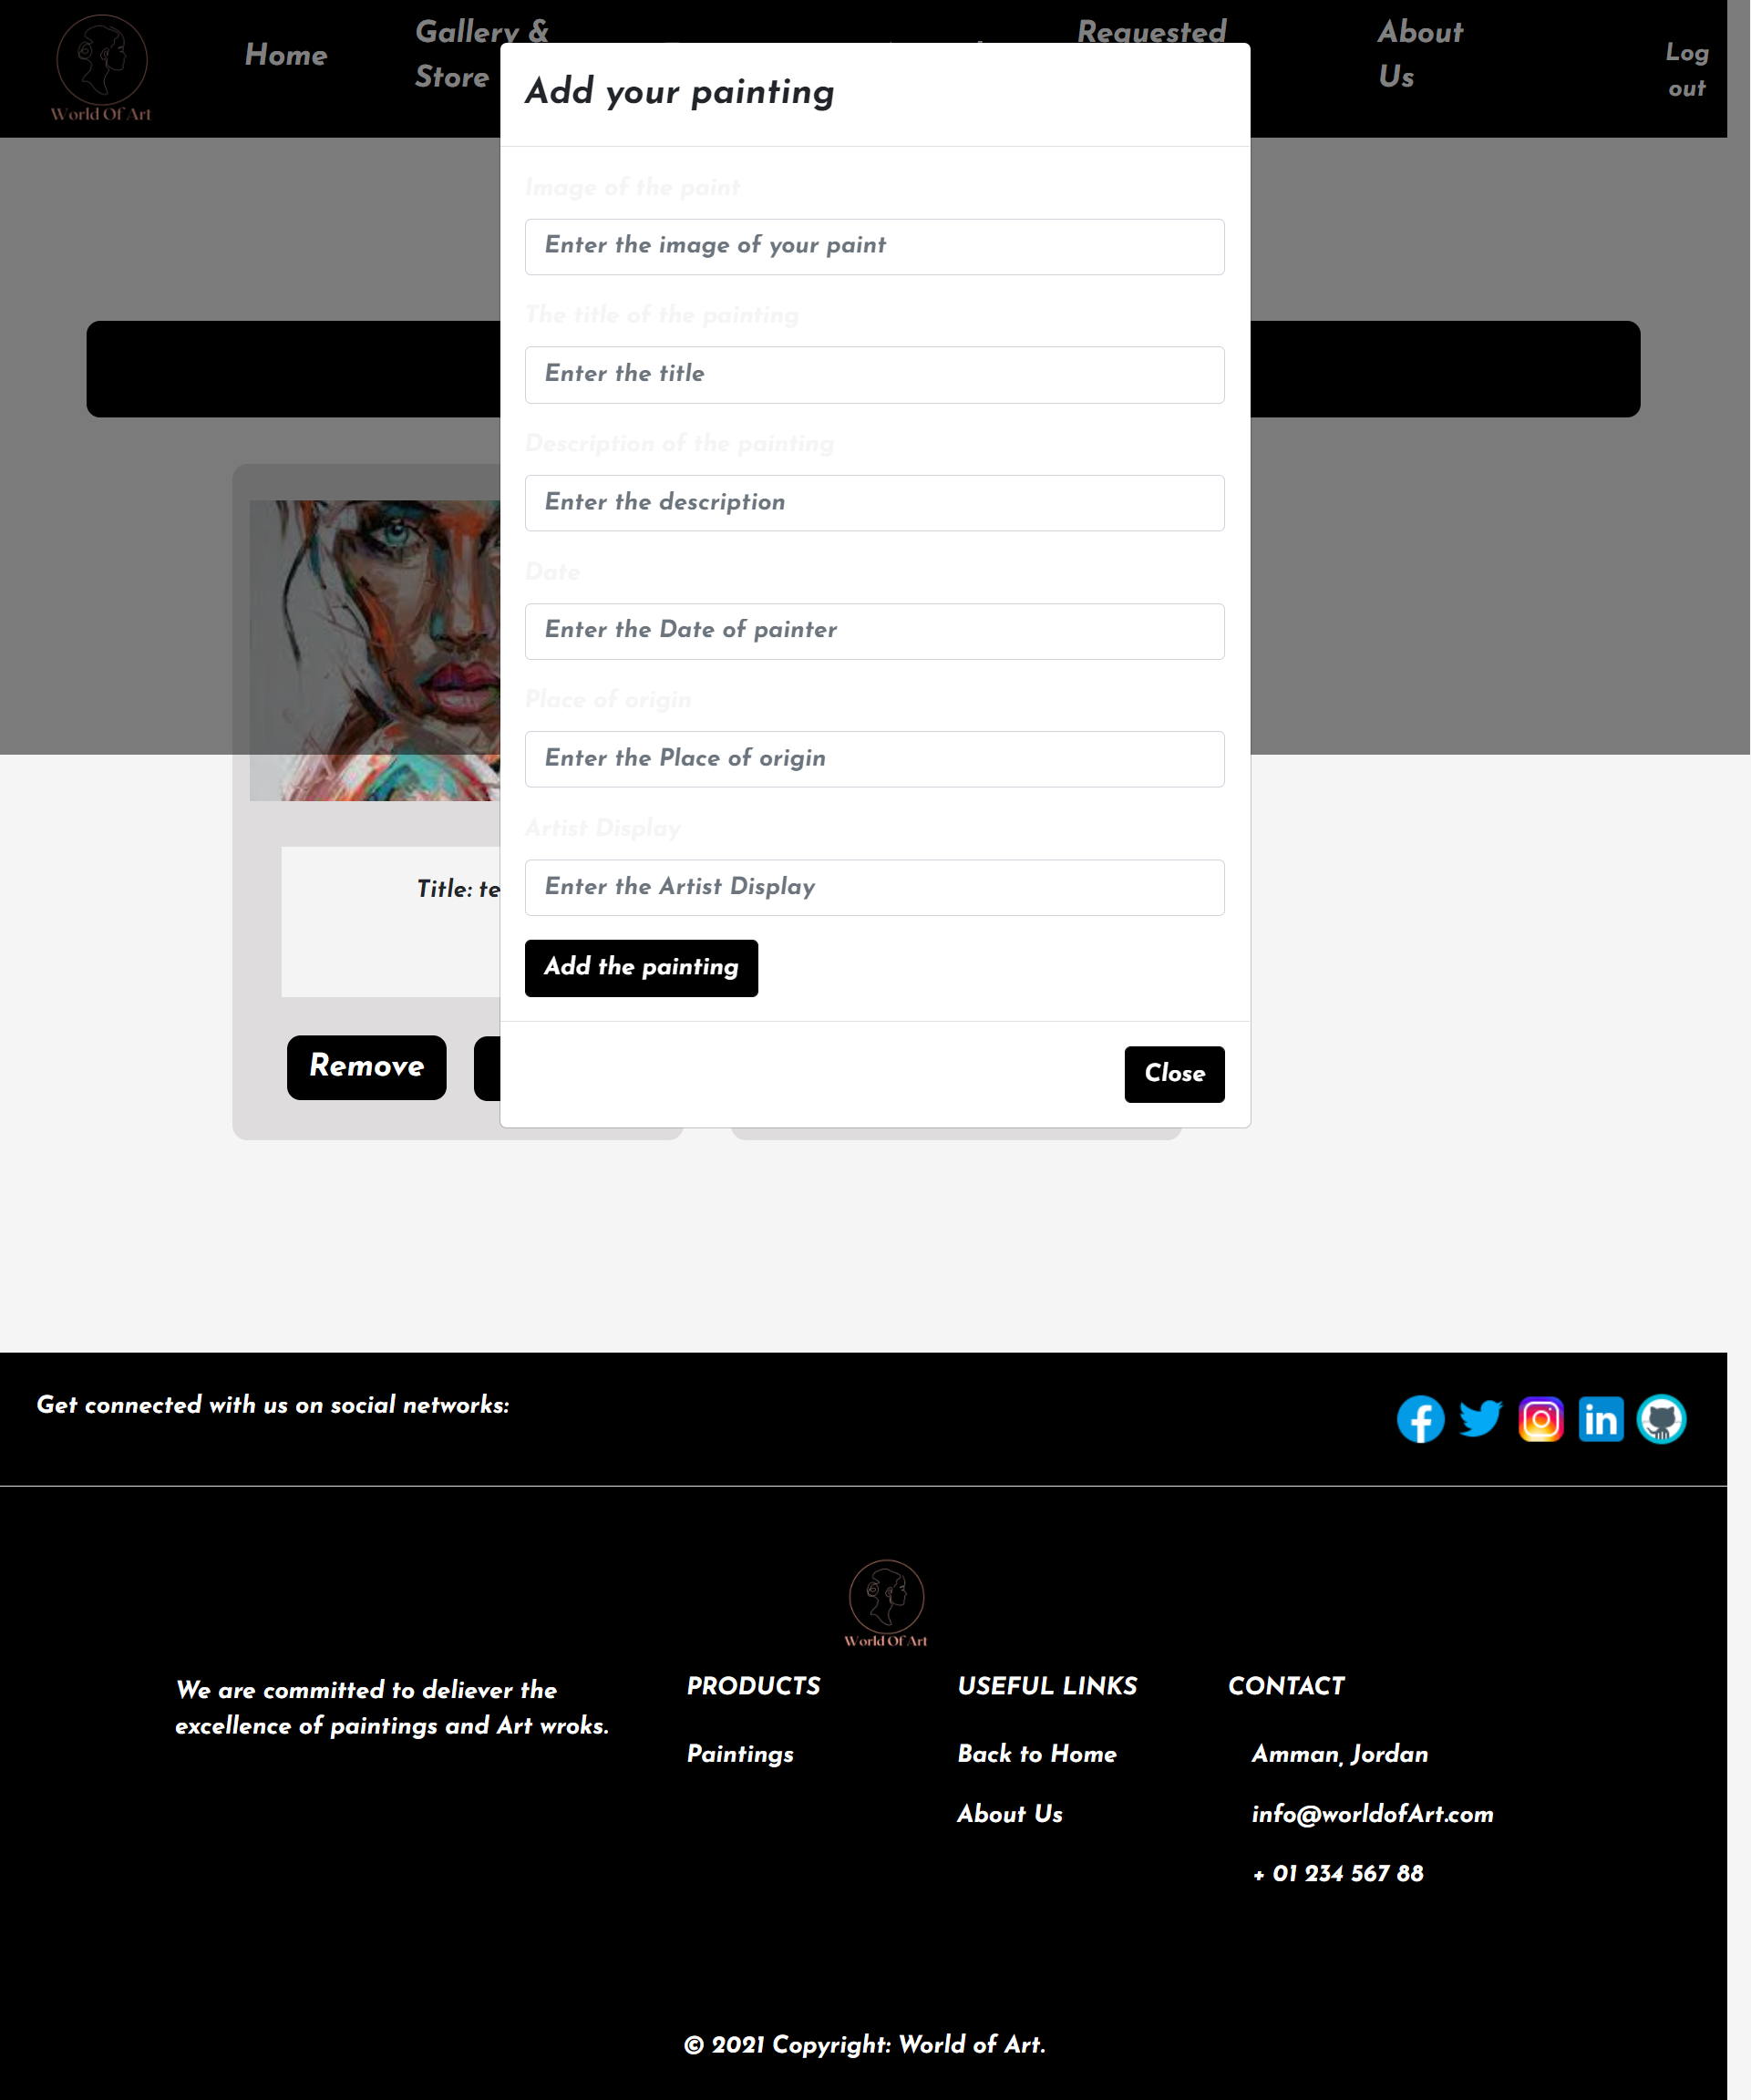 World Of Art
Home
Gallery &
Store
Requested
About
Us
Log
out
Add your painting
Image of the paint
Enter the image of your paint
The title of the painting
Enter the title
Description of the painting
Enter the description
Date
Enter the Date of painter
Place of origin
Enter the Place of origin
Artist Display
Enter the Artist Display
Add the painting
Close
Title: te
Remove
Get connected with us on social networks:
World Of Art
We are committed to deliever the
excellence of paintings and Art wroks.
PRODUCTS
Paintings
USEFUL LINKS
Back to Home
About Us
CONTACT
Amman, Jordan
info@worldofArt.com
+ 01 234 567 88
© 2021 Copyright: World of Art.